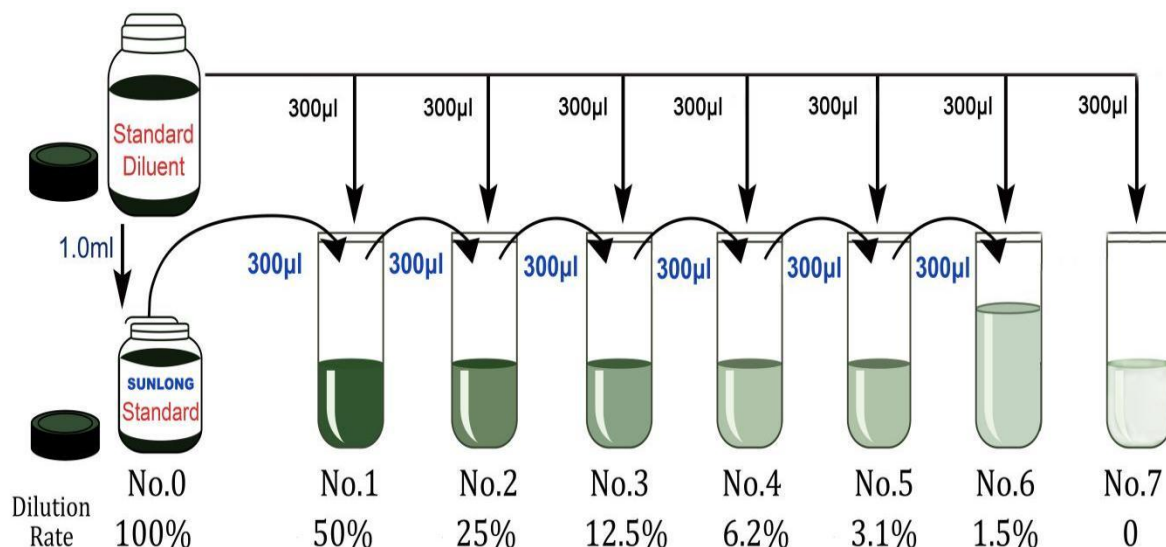 300µl 300µl 300µl 300µl 300µl 300µl 300µl
Standard
Diluent
1.0ml
300µl 300µl 300µl 300µl 300µl 300µl
SUNLONG
Standard
No.0 No.1 No.2 No.3 No.4 No.5 No.6 No.7
Dilution
Rate 100% 50% 25% 12.5% 6.2% 3.1% 1.5% 0